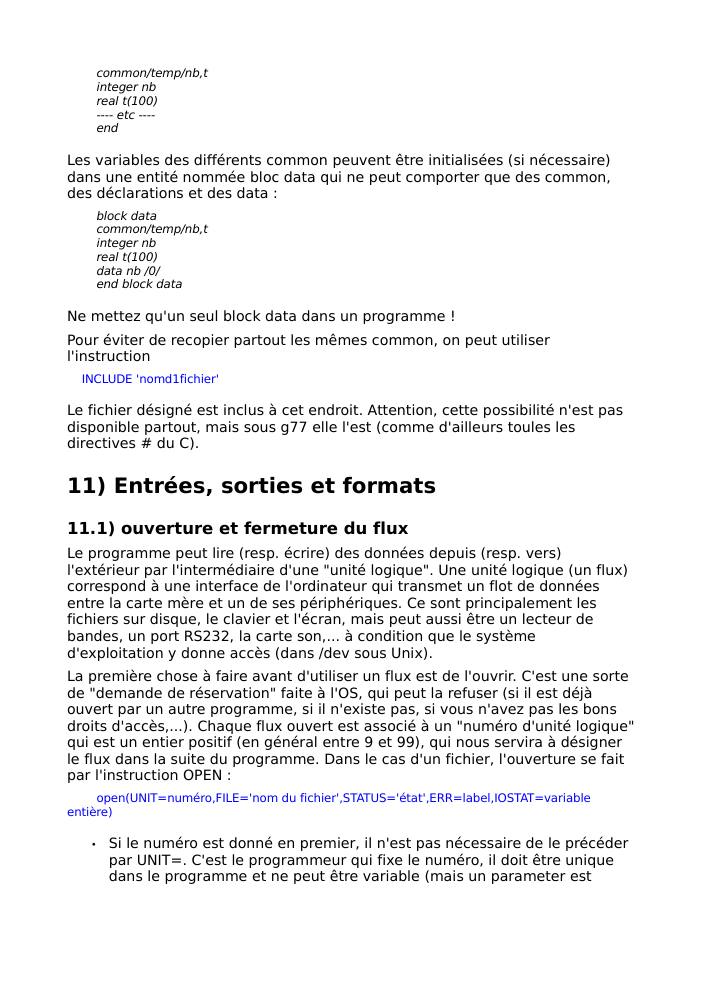 common/temp/nb,t
integer nb
real t(100)
---- etc ----
end
Les variables des différents common peuvent être initialisées (si nécessaire)
dans une entité nommée bloc data qui ne peut comporter que des common,
des déclarations et des data :
block data
common/temp/nb,t
integer nb
real t(100)
data nb /0/
end block data
Ne mettez qu'un seul block data dans un programme !
Pour éviter de recopier partout les mêmes common, on peut utiliser
l'instruction
INCLUDE 'nomd1fichier'
Le fichier désigné est inclus à cet endroit. Attention, cette possibilité n'est pas
disponible partout, mais sous g77 elle l'est (comme d'ailleurs toules les
directives # du C).
11) Entrées, sorties et formats
11.1) ouverture et fermeture du flux
Le programme peut lire (resp. écrire) des données depuis (resp. vers)
l'extérieur par l'intermédiaire d'une "unité logique". Une unité logique (un flux)
correspond à une interface de l'ordinateur qui transmet un flot de données
entre la carte mère et un de ses périphériques. Ce sont principalement les
fichiers sur disque, le clavier et l'écran, mais peut aussi être un lecteur de
bandes, un port RS232, la carte son,... à condition que le système
d'exploitation y donne accès (dans /dev sous Unix).
La première chose à faire avant d'utiliser un flux est de l'ouvrir. C'est une sorte
de "demande de réservation" faite à l'OS, qui peut la refuser (si il est déjà
ouvert par un autre programme, si il n'existe pas, si vous n'avez pas les bons
droits d'accès,...). Chaque flux ouvert est associé à un "numéro d'unité logique"
qui est un entier positif (en général entre 9 et 99), qui nous servira à désigner
le flux dans la suite du programme. Dans le cas d'un fichier, l'ouverture se fait
par l'instruction OPEN :
open(UNIT=numéro,FILE='nom du fichier',STATUS='état',ERR=label,IOSTAT=variable
entière)
• Si le numéro est donné en premier, il n'est pas nécessaire de le précéder
par UNIT=. C'est le programmeur qui fixe le numéro, il doit être unique
dans le programme et ne peut être variable (mais un parameter est